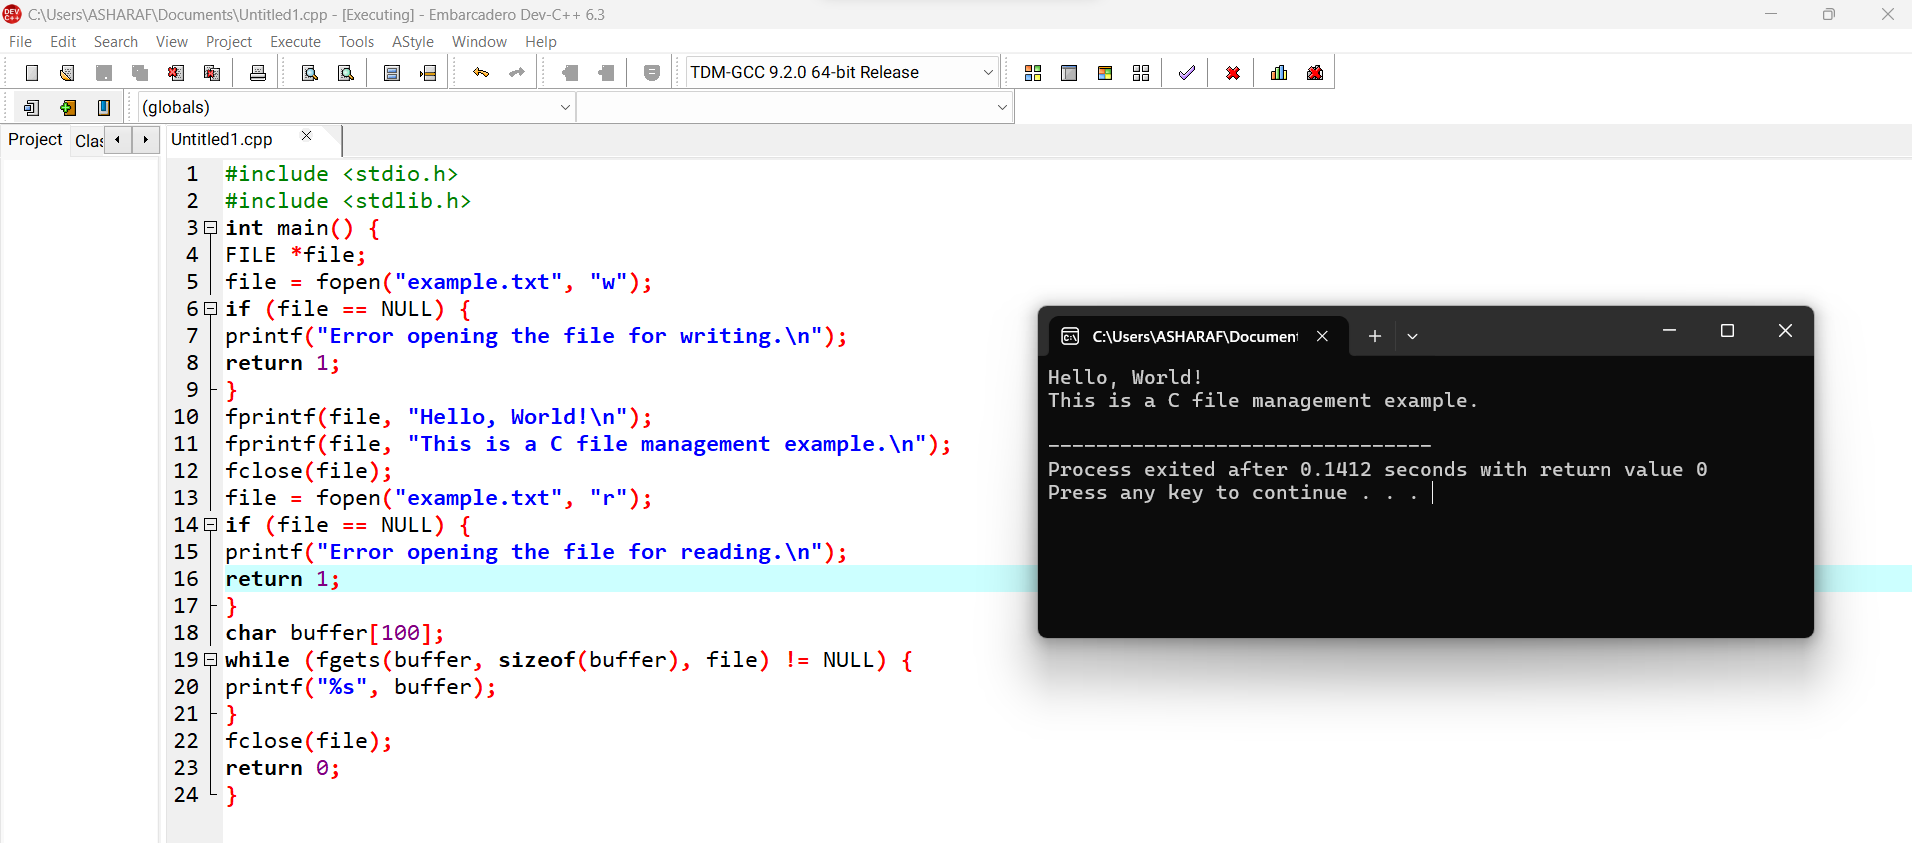 C:\Users\ASHARAF\Documents\Untitled1.cpp - [Executing] - Embarcadero Dev-C++ 6.3
File Edit Search View Project Execute Tools AStyle Window Help
TDM-GCC 9.2.0 64-bit Release
(globals)
Project Clas Untitled1.cpp
1 #include <stdio.h>
2 #include <stdlib.h>
3 int main() {
4 FILE *file;
5 file = fopen("example.txt", "w");
6 if (file == NULL) {
7 printf("Error opening the file for writing.\n");
8 return 1;
9 }
10 fprintf(file, "Hello, World!\n");
11 fprintf(file, "This is a C file management example.\n");
12 fclose(file);
13 file = fopen("example.txt", "r");
14 if (file == NULL) {
15 printf("Error opening the file for reading.\n");
16 return 1;
17 }
18 char buffer[100];
19 while (fgets(buffer, sizeof(buffer), file) != NULL) {
20 printf("%s", buffer);
21 }
22 fclose(file);
23 return 0;
24 }
C:\Users\ASHARAF\Document
Hello, World!
This is a C file management example.
--------------------------------
Process exited after 0.1412 seconds with return value 0
Press any key to continue . . .